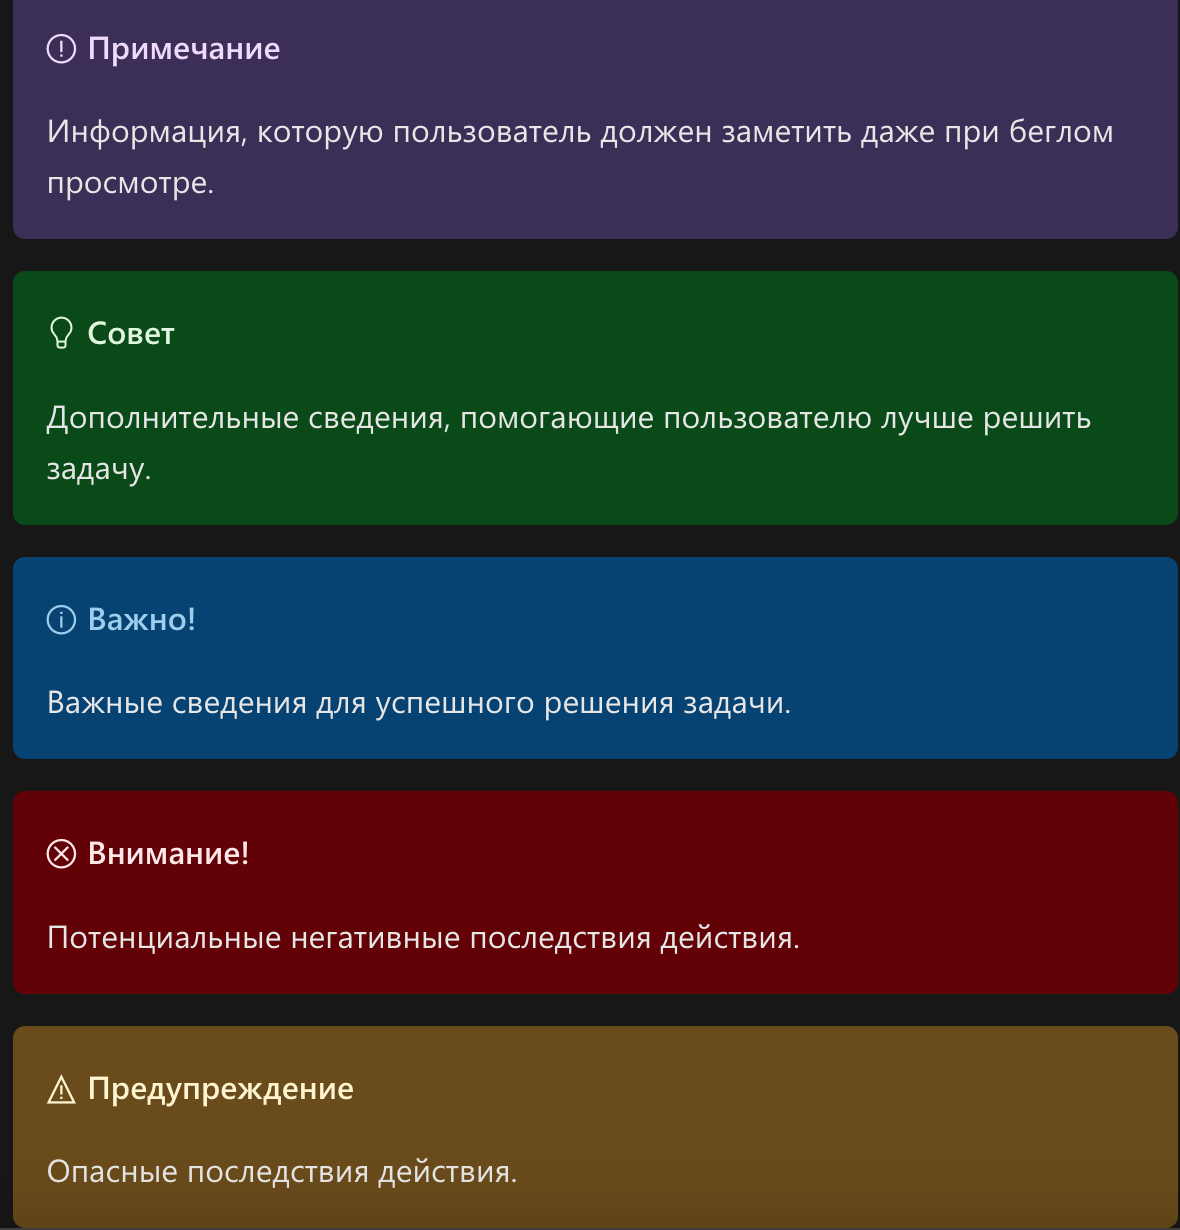 Примечание
Информация, которую пользователь должен заметить даже при беглом
просмотре.
Совет
Дополнительные сведения, помогающие пользователю лучше решить
задачу.
Важно!
Важные сведения для успешного решения задачи.
Внимание!
Потенциальные негативные последствия действия.
Предупреждение
Опасные последствия действия.